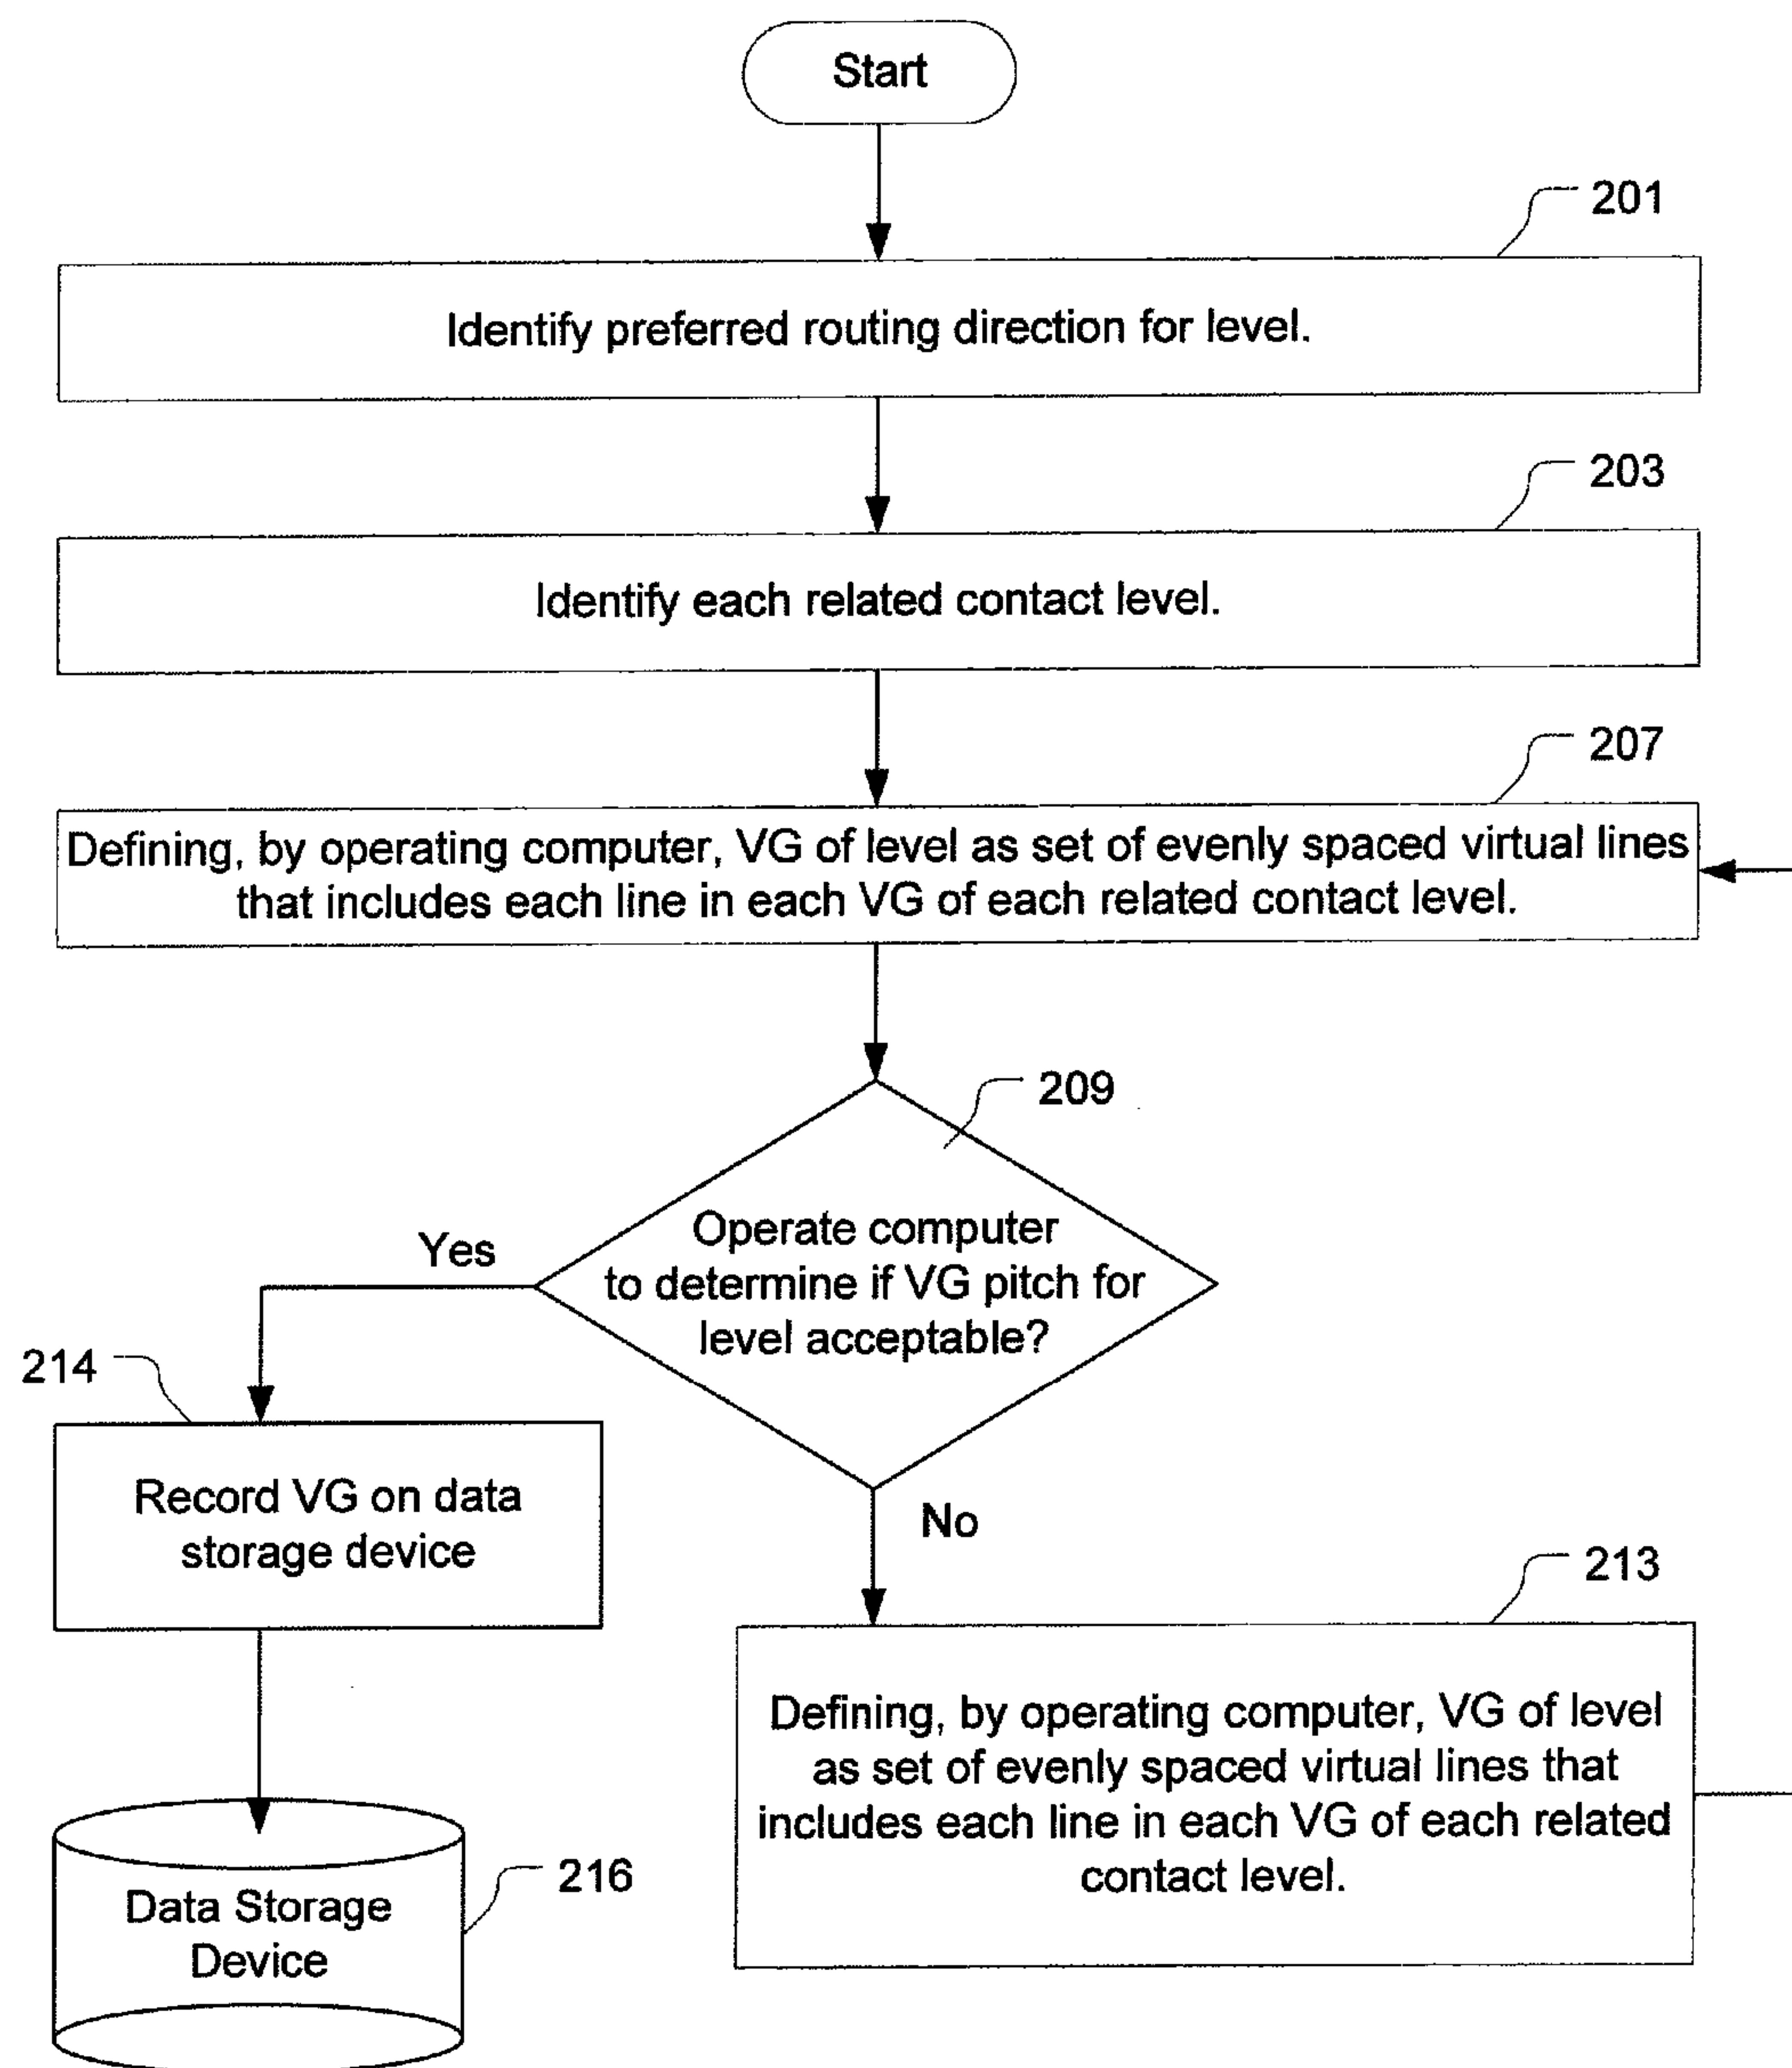 Start
201
Identify preferred routing direction for level.
203
Identify each related contact level.
207
Defining, by operating computer, VG of level as set of evenly spaced virtual lines
that includes each line in each VG of each related contact level.
209
Operate computer
to determine if VG pitch for
level acceptable?
Yes
No
214
Record VG on data
storage device
213
Defining, by operating computer, VG of level
as set of evenly spaced virtual lines that
includes each line in each VG of each related
contact level.
216
Data Storage
Device